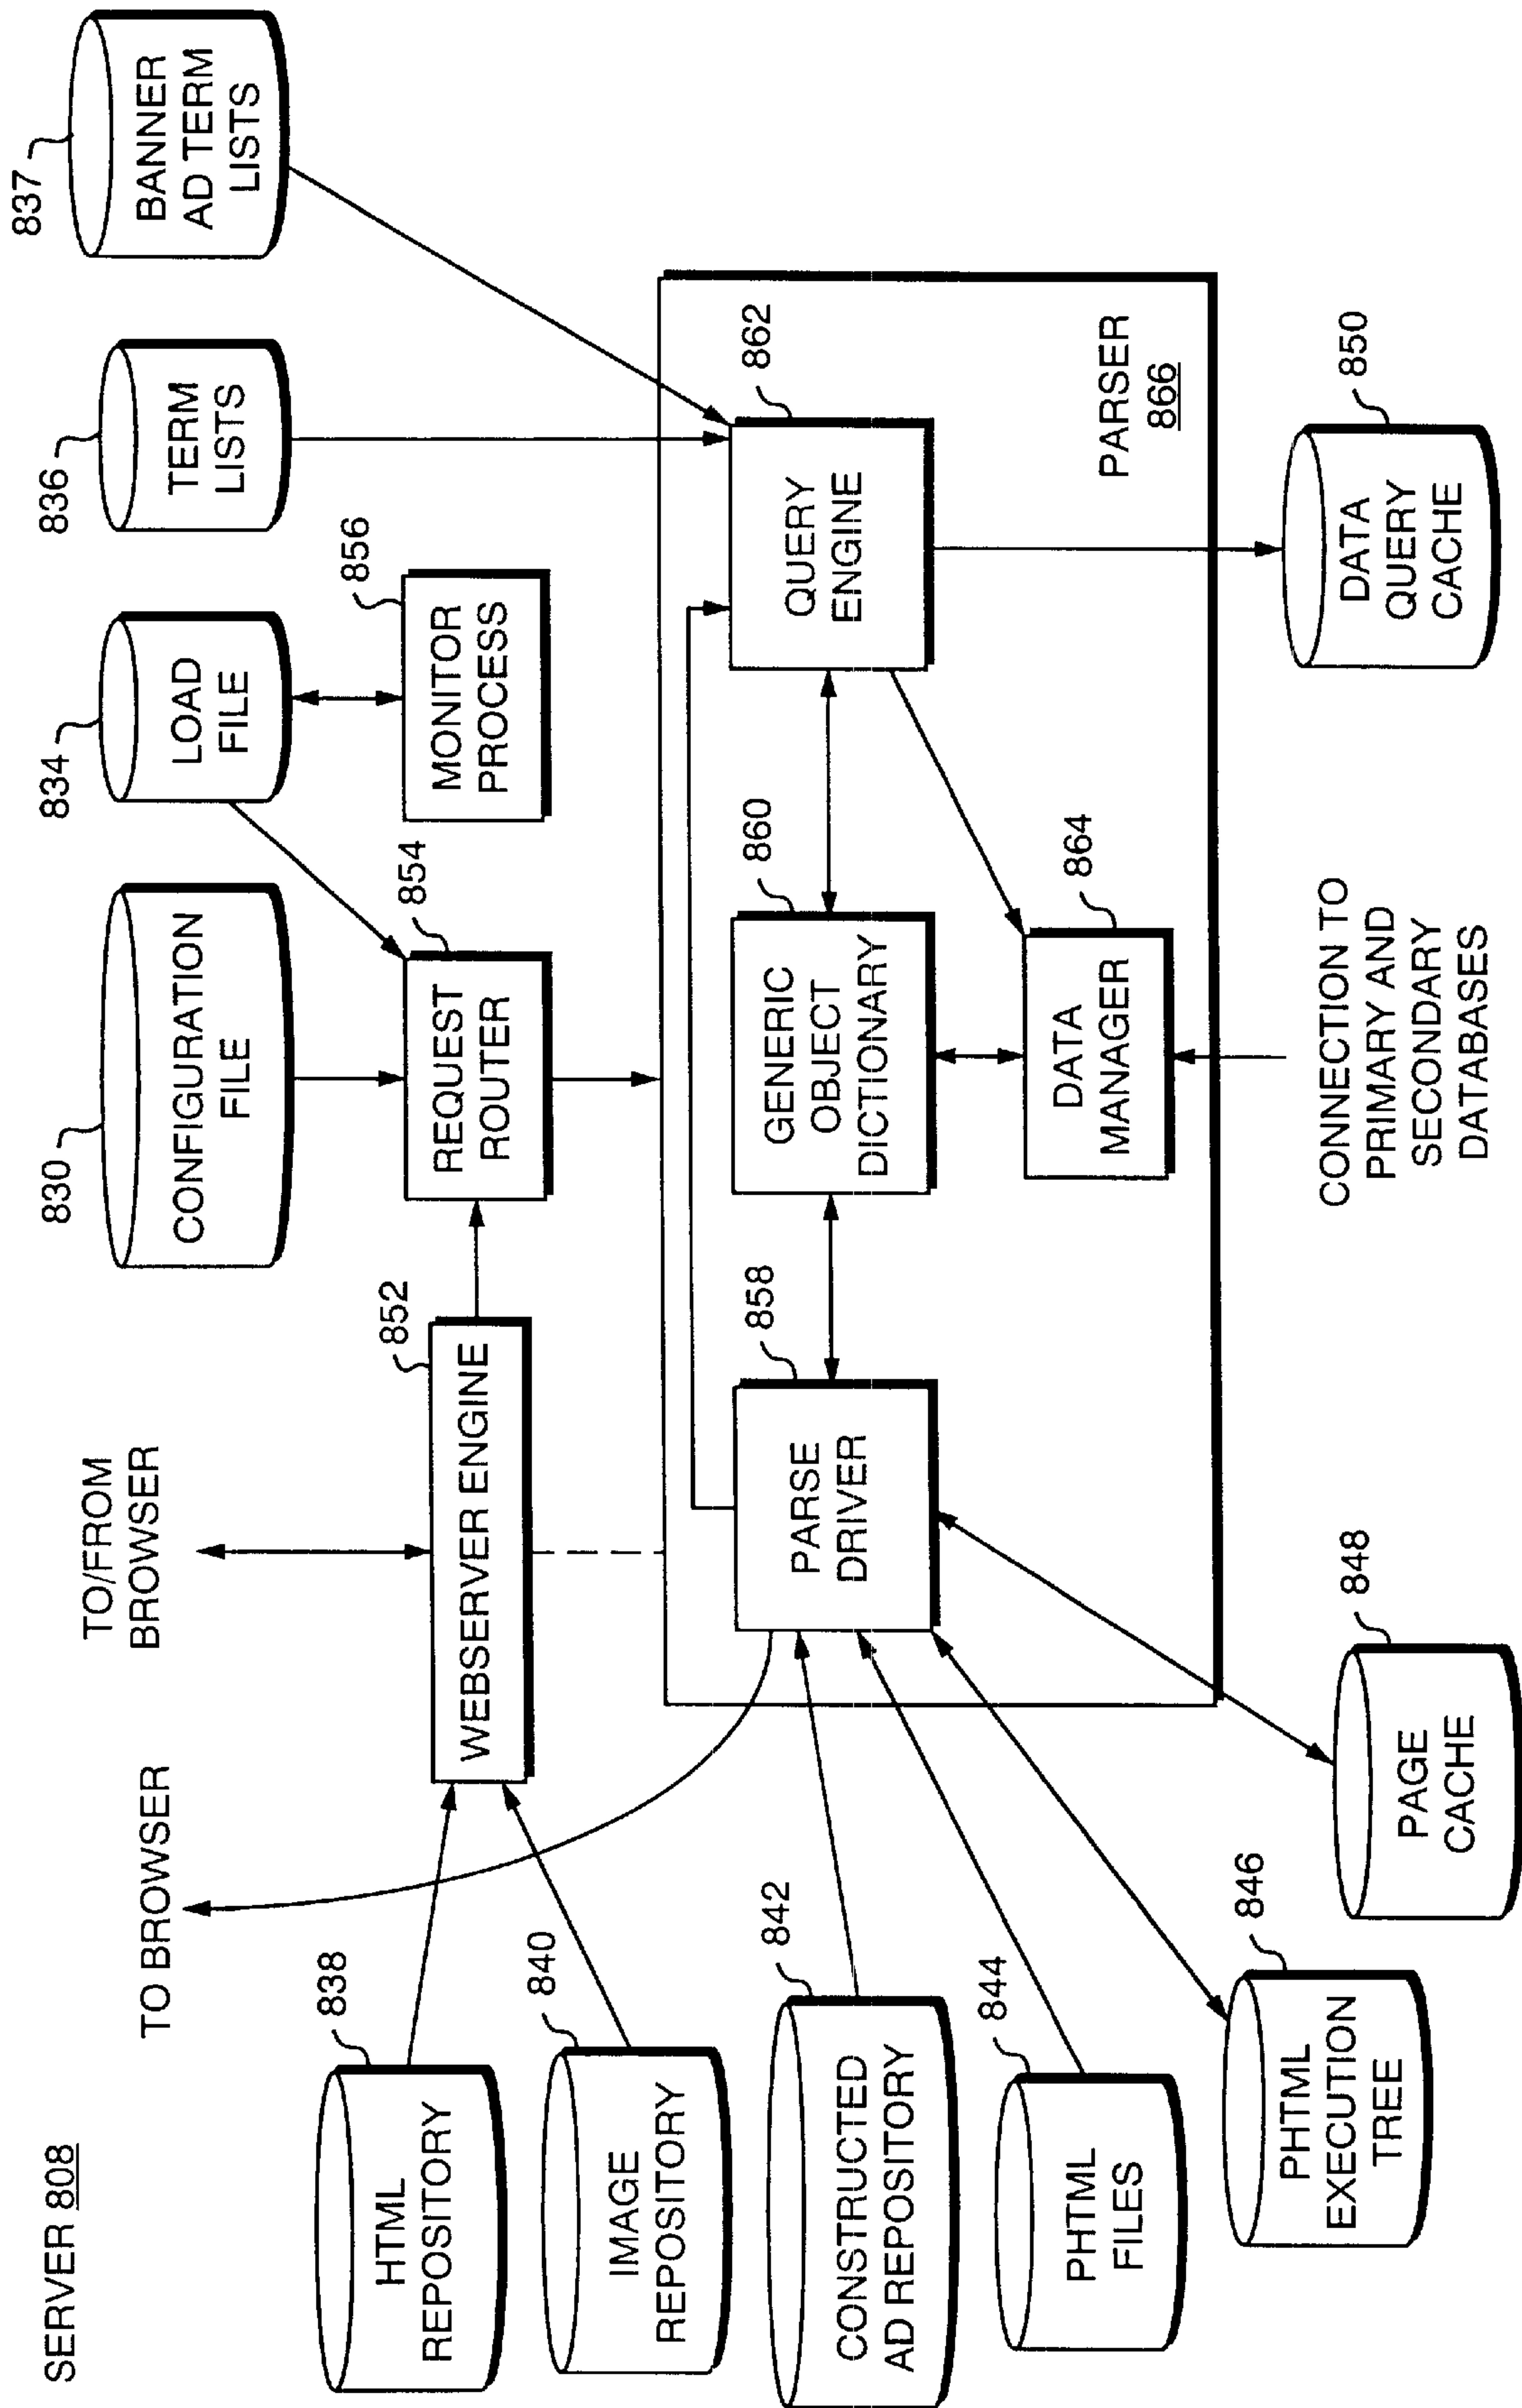 SERVER 808
TO BROWSER
TO/FROM
BROWSER
830
CONFIGURATION
FILE
834
LOAD
FILE
836
TERM
LISTS
837
BANNER
AD TERM
LISTS
838
HTML
REPOSITORY
852
WEBSERVER ENGINE
854
REQUEST
ROUTER
856
MONITOR
PROCESS
840
IMAGE
REPOSITORY
842
CONSTRUCTED
AD REPOSITORY
858
PARSE
DRIVER
860
GENERIC
OBJECT
DICTIONARY
862
QUERY
ENGINE
844
PHTML
FILES
864
DATA
MANAGER
PARSER
866
846
PHTML
EXECUTION
TREE
848
PAGE
CACHE
CONNECTION TO
PRIMARY AND
SECONDARY
DATABASES
850
DATA
QUERY
CACHE